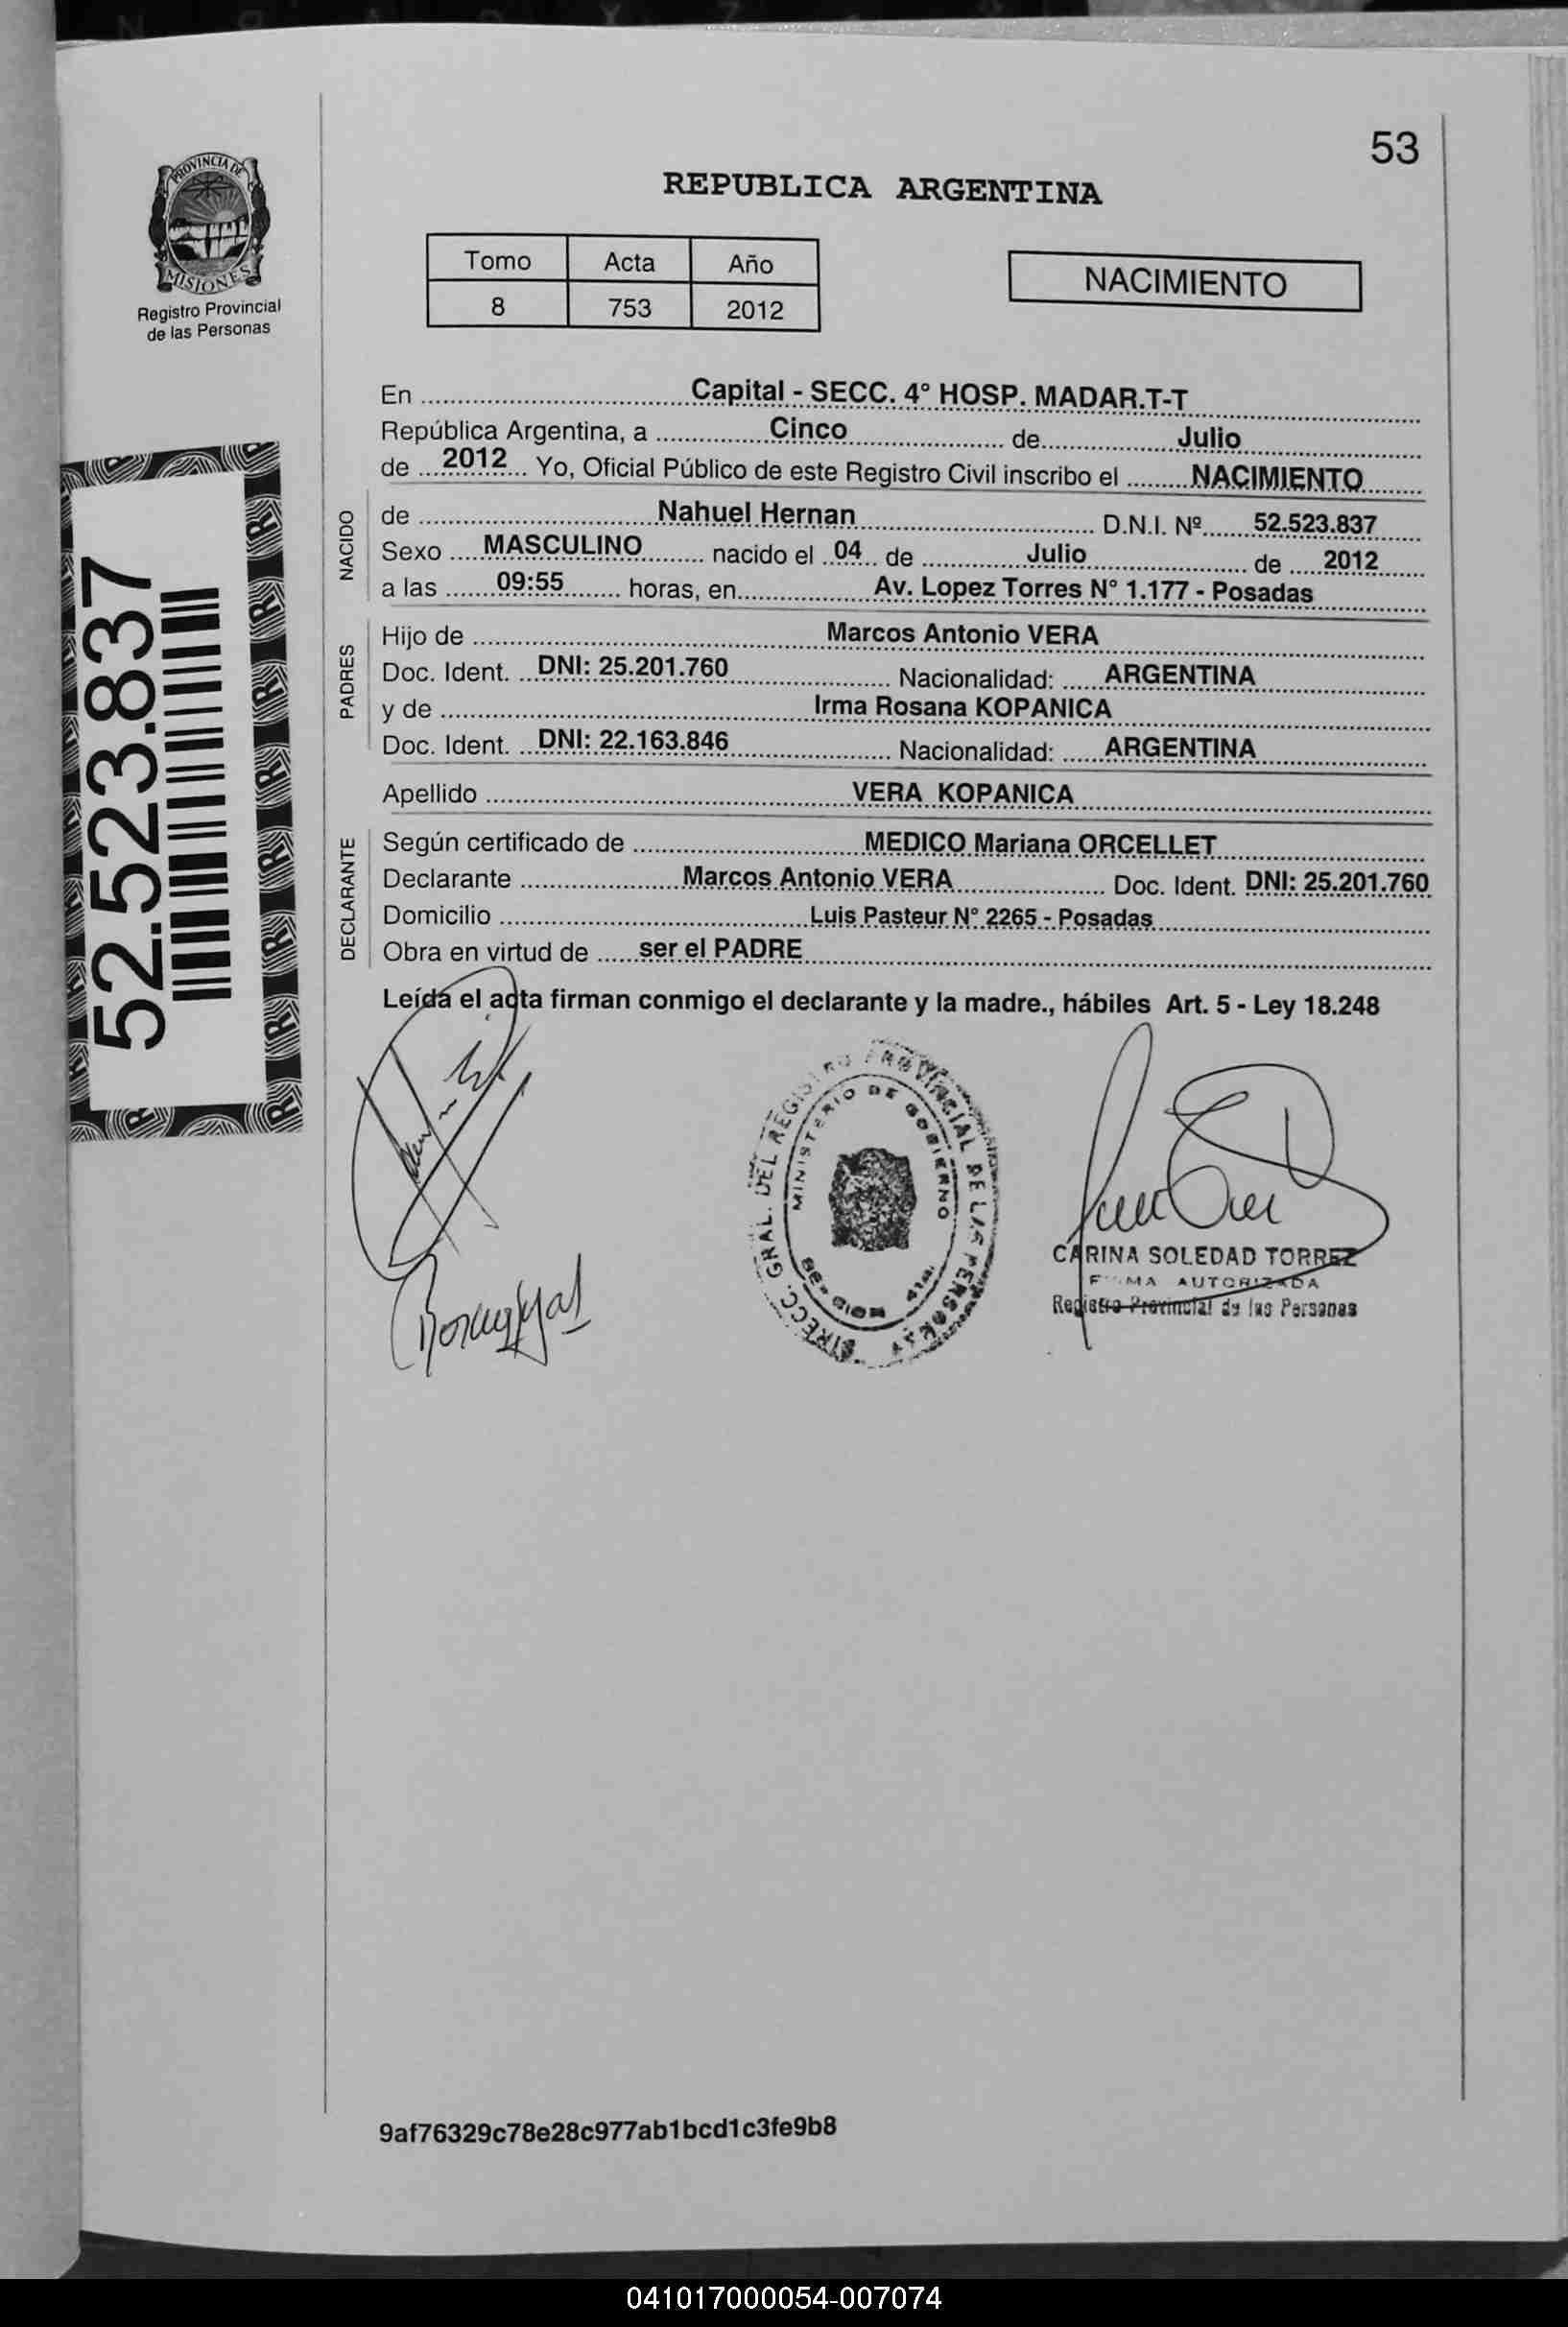 53
REPUBLICA ARGENTINA
PROVINCIA DE
MISIONES
Registro Provincial
de las Personas
Tomo Acta Año
8 753 2012
NACIMIENTO
En Capital - SECC. 4° HOSP. MADAR.T-T
República Argentina, a Cinco de Julio
de 2012 Yo, Oficial Público de este Registro Civil inscribo el NACIMIENTO
NACIDO
de Nahuel Hernan D.N.I. Nº 52.523.837
Sexo MASCULINO nacido el 04 de Julio de 2012
a las 09:55 horas, en Av. Lopez Torres N° 1.177 - Posadas
PADRES
Hijo de Marcos Antonio VERA
Doc. Ident. DNI: 25.201.760 Nacionalidad: ARGENTINA
y de Irma Rosana KOPANICA
Doc. Ident. DNI: 22.163.846 Nacionalidad: ARGENTINA
Apellido VERA KOPANICA
DECLARANTE
Según certificado de MEDICO Mariana ORCELLET
Declarante Marcos Antonio VERA Doc. Ident. DNI: 25.201.760
Domicilio Luis Pasteur N° 2265 - Posadas
Obra en virtud de ser el PADRE
Leída el acta firman conmigo el declarante y la madre., hábiles Art. 5 - Ley 18.248
52.523.837
DIRECC. GRAL. DEL REGISTRO PROVINCIAL DE LAS PERSONAS
MINISTERIO DE GOBIERNO
CARINA SOLEDAD TORREZ
FIRMA AUTORIZADA
Registro Provincial de las Personas
9af76329c78e28c977ab1bcd1c3fe9b8
041017000054-007074